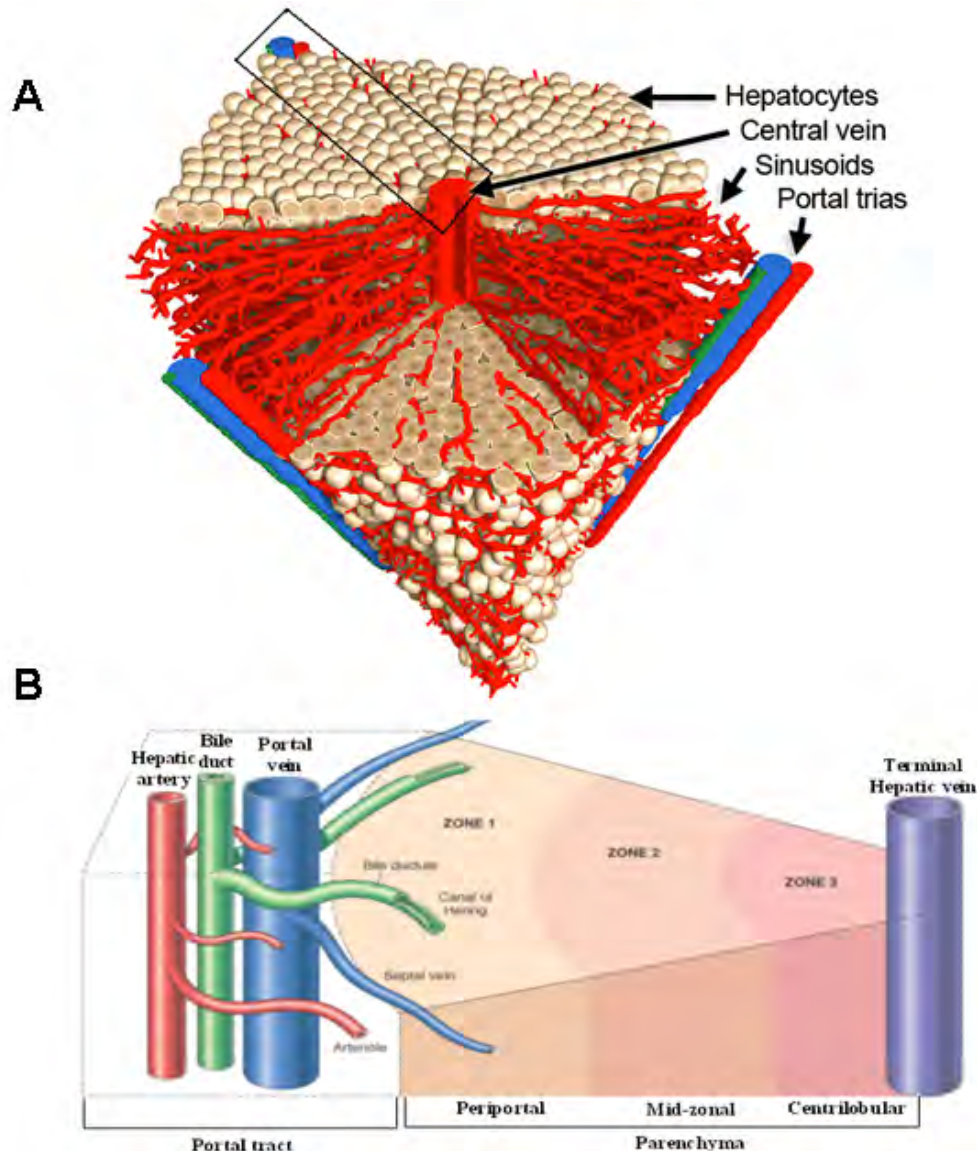 A
Hepatocytes
Central vein
Sinusoids
Portal trias
B
Hepatic
artery
Bile
duct
Portal
vein
Terminal
Hepatic vein
ZONE 1
ZONE 2
ZONE 3
Bile ductule
Canal of
Hering
Septal vein
Arteriole
Periportal
Mid-zonal
Centrilobular
Portal tract
Parenchyma